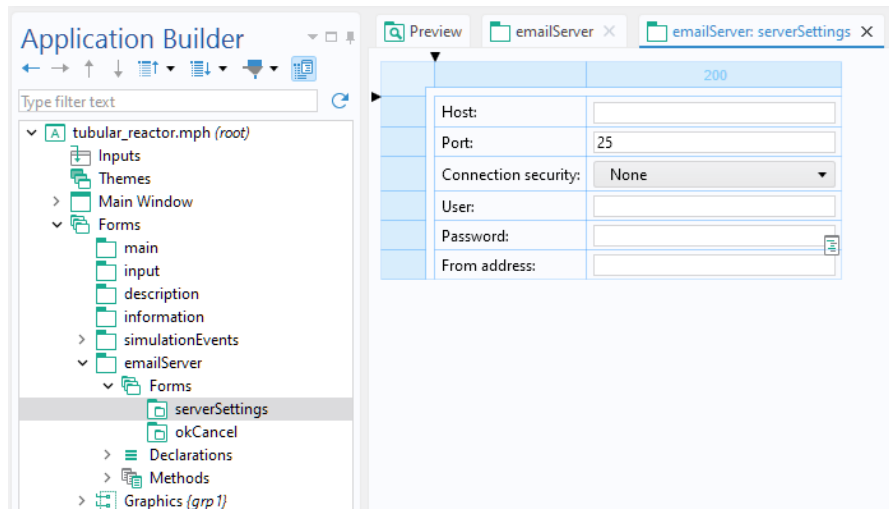 Application Builder
Type filter text
tubular_reactor.mph (root)
Inputs
Themes
Main Window
Forms
main
input
description
information
simulationEvents
emailServer
Forms
serverSettings
okCancel
Declarations
Methods
Graphics {grp1}
Preview
emailServer
emailServer: serverSettings
200
Host:
Port: 25
Connection security: None
User:
Password:
From address: